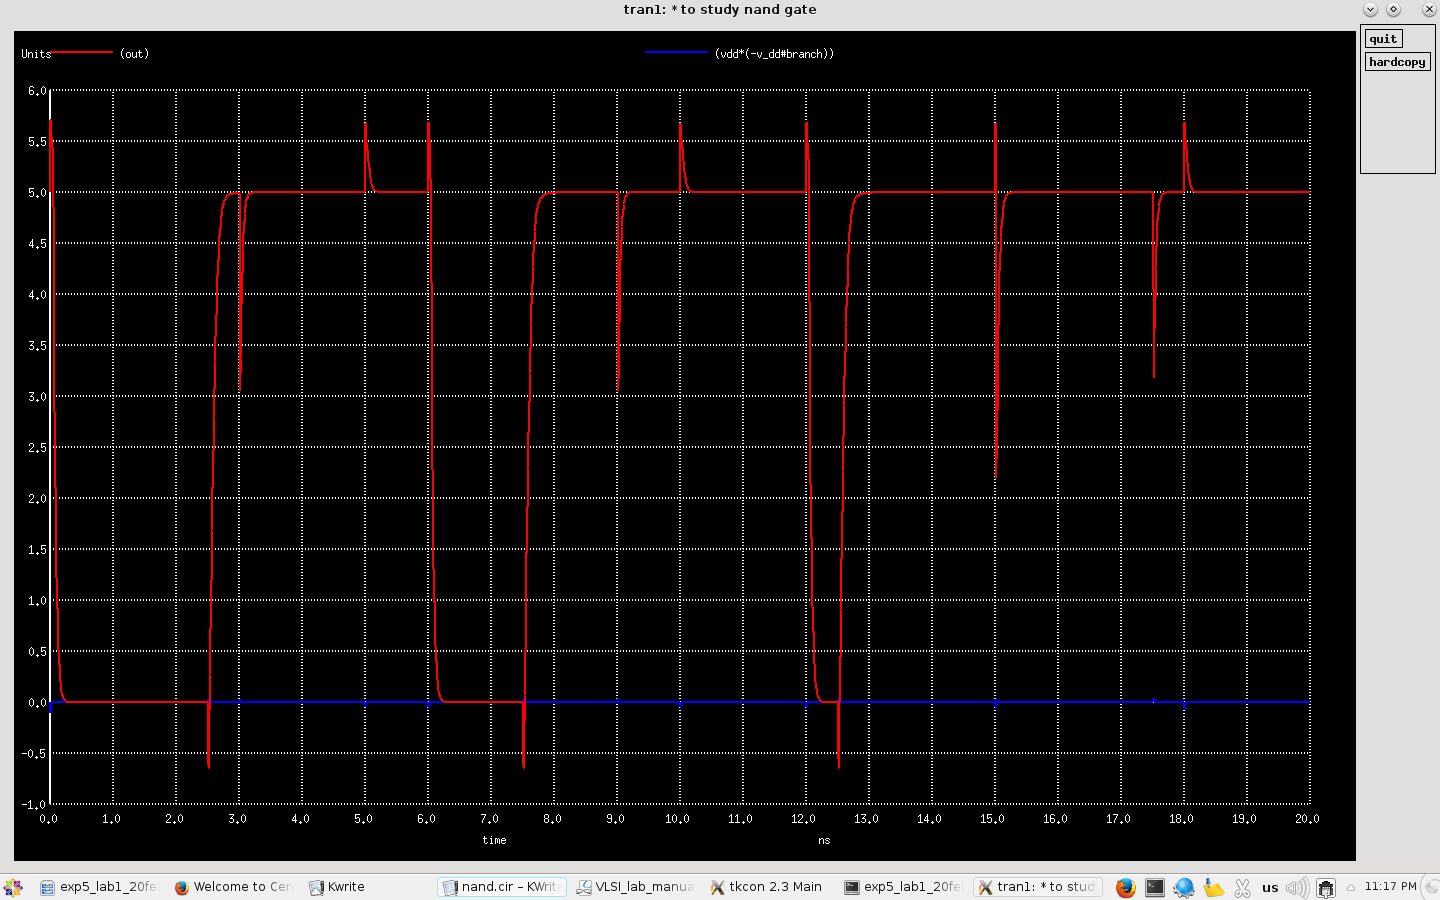 tran1: * to study nand gate
quit
hardcopy
Units (out) (vdd*(-v_dd#branch))
6.0
5.5
5.0
4.5
4.0
3.5
3.0
2.5
2.0
1.5
1.0
0.5
0.0
-0.5
-1.0
0.0 1.0 2.0 3.0 4.0 5.0 6.0 7.0 8.0 9.0 10.0 11.0 12.0 13.0 14.0 15.0 16.0 17.0 18.0 19.0 20.0
time ns
exp5_lab1_20fe Welcome to Cen Kwrite nand.cir – KWrite VLSI_lab_manua tkcon 2.3 Main exp5_lab1_20fe tran1: * to stud us 11:17 PM